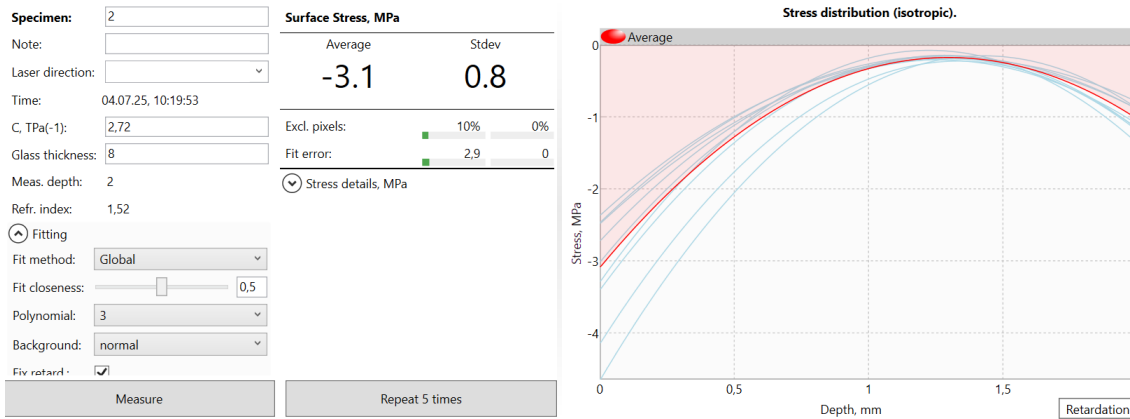 Specimen: 2
Note:
Laser direction:
Time: 04.07.25, 10:19:53
C, TPa(-1): 2,72
Glass thickness: 8
Meas. depth: 2
Refr. index: 1,52
Fitting
Fit method: Global
Fit closeness: 0,5
Polynomial: 3
Background: normal
Fix retard.:
Measure
Surface Stress, MPa
Average Stdev
-3.1 0.8
Excl. pixels: 10% 0%
Fit error: 2,9 0
Stress details, MPa
Repeat 5 times
Stress distribution (isotropic).
Average
0
-1
-2
-3
-4
Stress, MPa
0 0,5 1 1,5
Depth, mm
Retardation